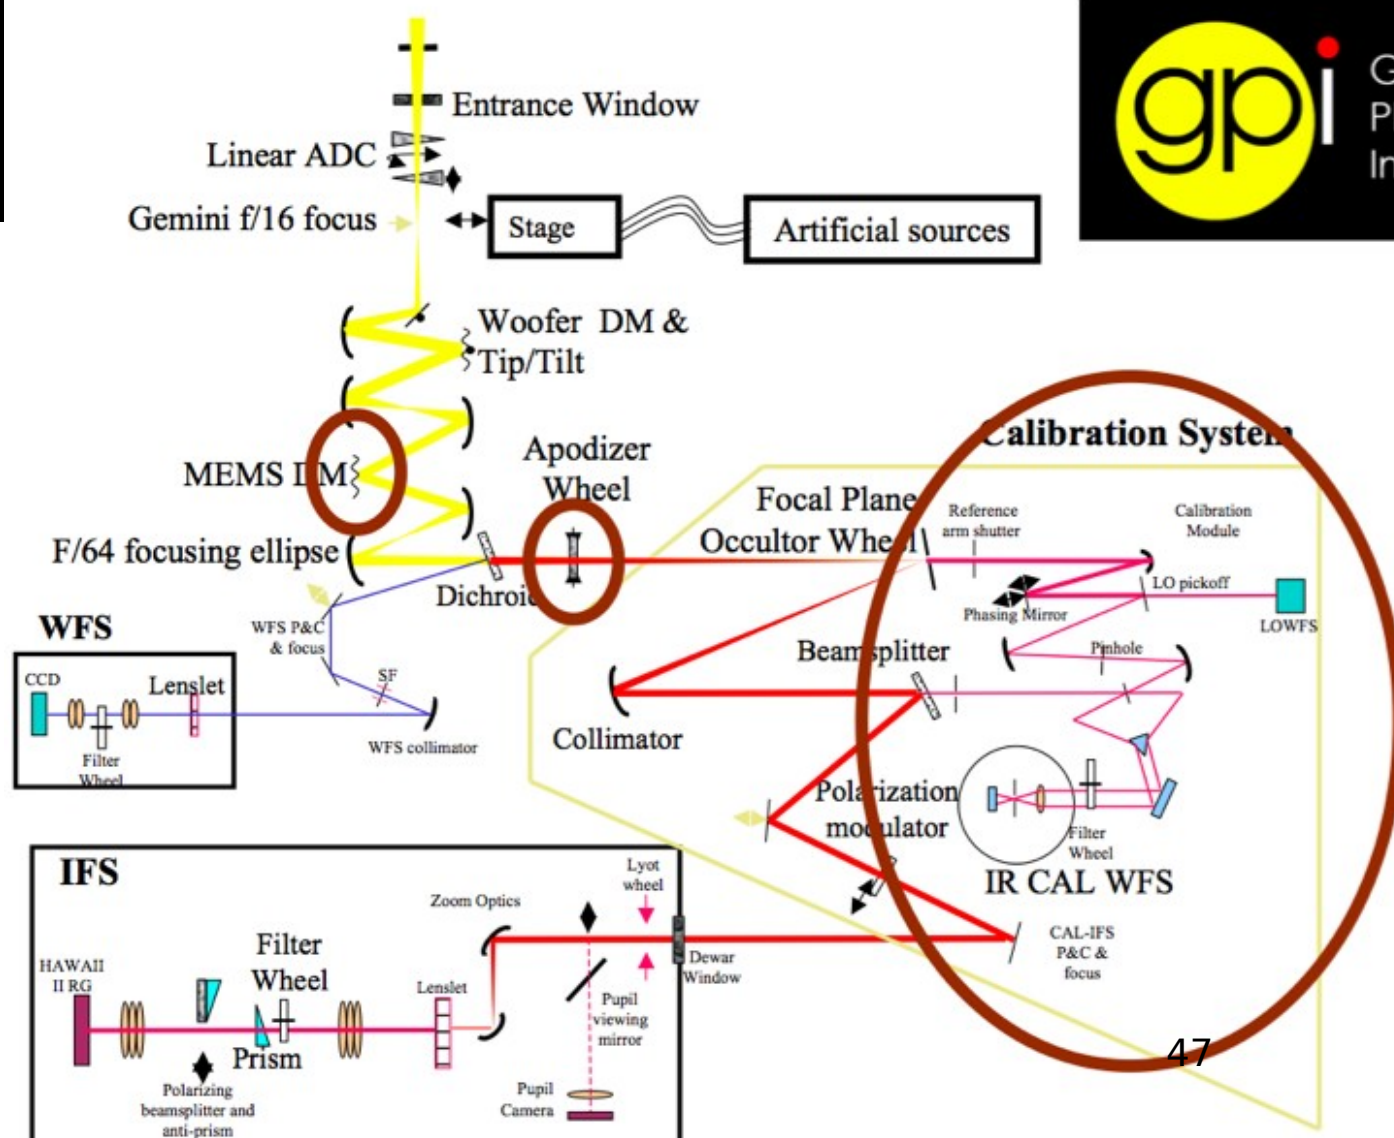 gpi
G
P
In
Entrance Window
Linear ADC
Gemini f/16 focus
Stage
Artificial sources
Woofer DM &
Tip/Tilt
MEMS DM
Apodizer
Wheel
F/64 focusing ellipse
Dichroic
Calibration System
Focal Plane
Occultor Wheel
Reference
arm shutter
Calibration
Module
LO pickoff
Phasing Mirror
LOWFS
Pinhole
Beamsplitter
Collimator
WFS
WFS P&C
& focus
SF
CCD
Lenslet
Filter
Wheel
WFS collimator
Polarization
modulator
Filter
Wheel
IR CAL WFS
CAL-IFS
P&C &
focus
IFS
Lyot
wheel
Zoom Optics
Dewar
Window
Filter
Wheel
HAWAII
II RG
Lenslet
Pupil
viewing
mirror
Prism
Polarizing
beamsplitter and
anti-prism
Pupil
Camera
47